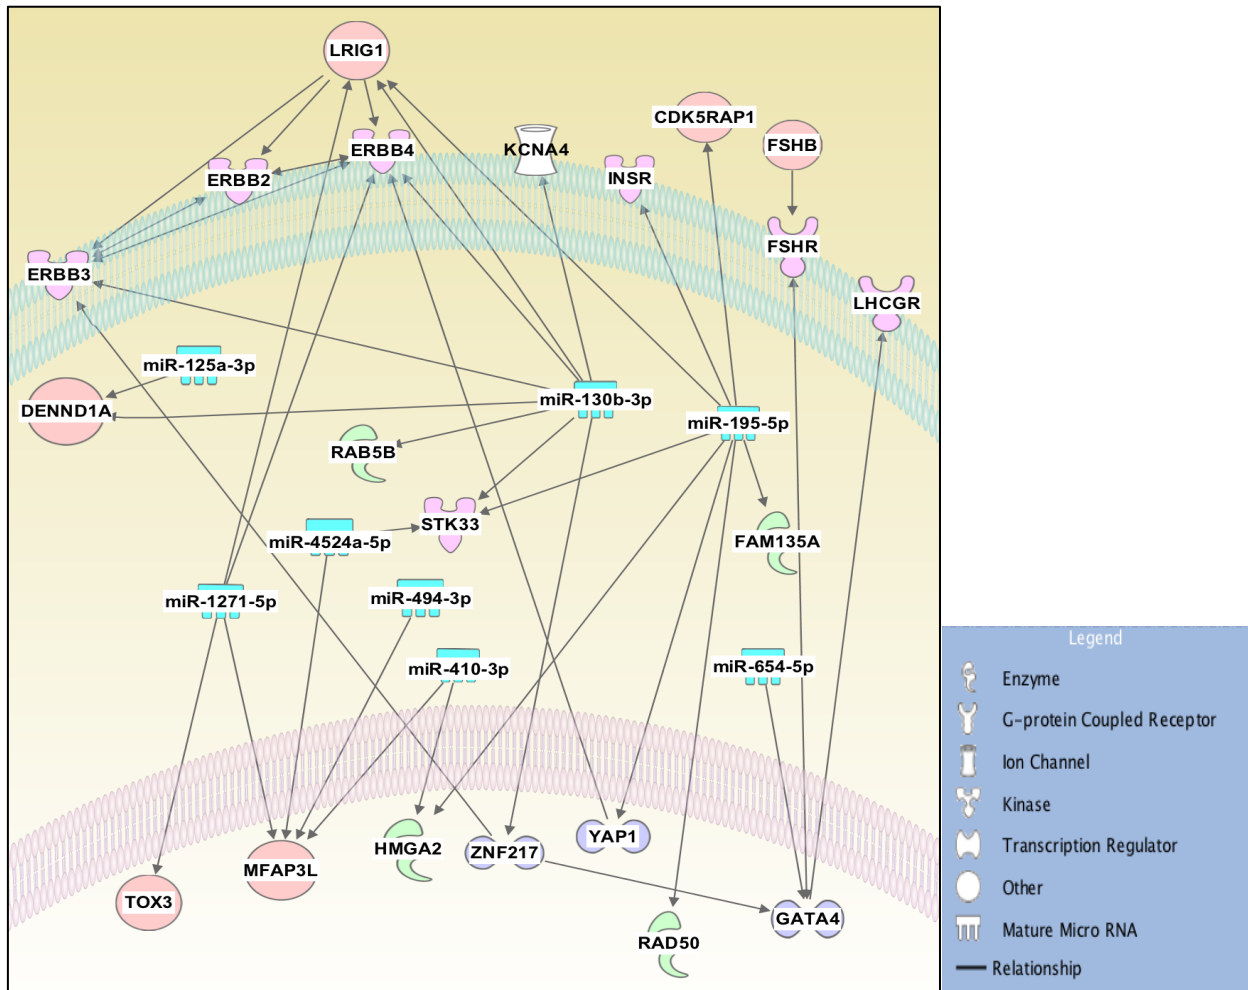 LRIG1
CDK5RAP1
FSHB
ERBB4
KCNA4
ERBB2
INSR
FSHR
ERBB3
LHCGR
miR-125a-3p
DENND1A
miR-130b-3p
miR-195-5p
RAB5B
STK33
miR-4524a-5p
FAM135A
miR-1271-5p
miR-494-3p
miR-410-3p
miR-654-5p
YAP1
HMGA2
ZNF217
MFAP3L
TOX3
GATA4
RAD50
Legend
Enzyme
G-protein Coupled Receptor
Ion Channel
Kinase
Transcription Regulator
Other
Mature Micro RNA
Relationship